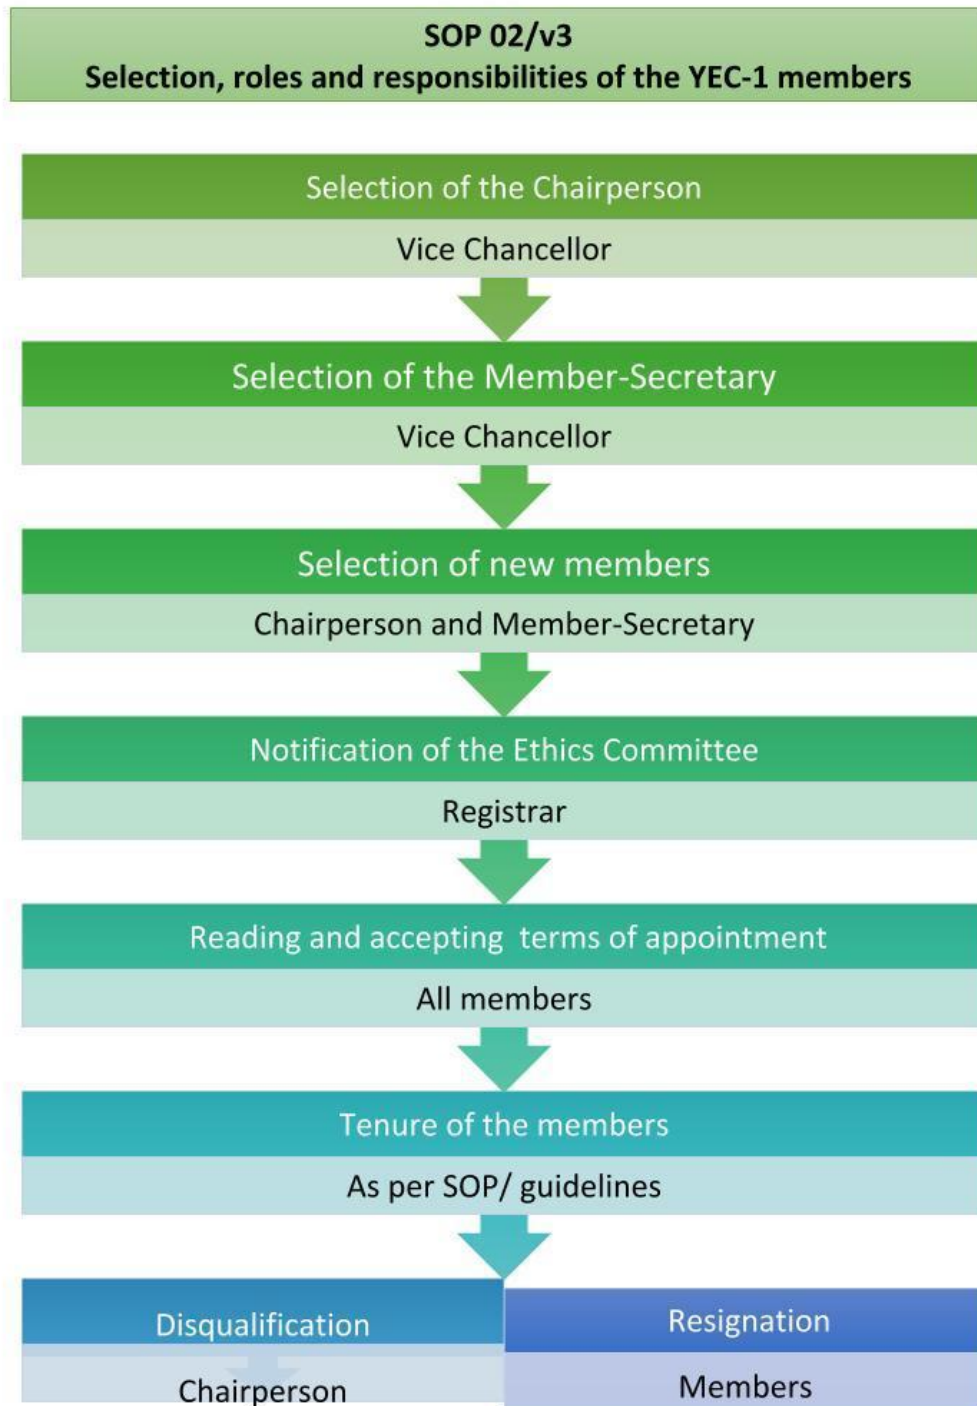 SOP 02/v3
Selection, roles and responsibilities of the YEC-1 members
Selection of the Chairperson
Vice Chancellor
Selection of the Member-Secretary
Vice Chancellor
Selection of new members
Chairperson and Member-Secretary
Notification of the Ethics Committee
Registrar
Reading and accepting  terms of appointment
All members
Tenure of the members
As per SOP/ guidelines
Disqualification
Chairperson
Resignation
Members